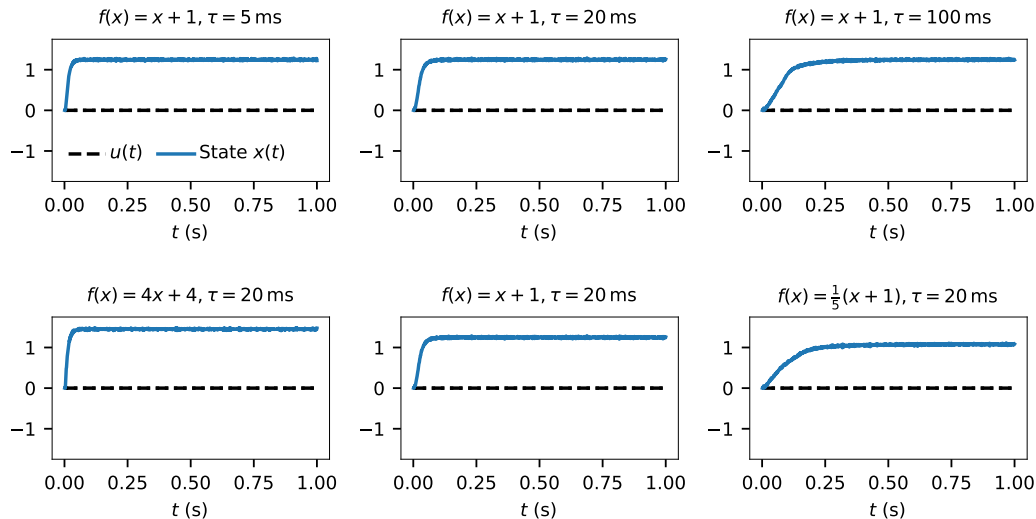 f(x) = x + 1, τ = 5 ms
f(x) = x + 1, τ = 20 ms
f(x) = x + 1, τ = 100 ms
1
0
−1
u(t)
State x(t)
0.00 0.25 0.50 0.75 1.00
t (s)
1
0
−1
0.00 0.25 0.50 0.75 1.00
t (s)
1
0
−1
0.00 0.25 0.50 0.75 1.00
t (s)
f(x) = 4x + 4, τ = 20 ms
f(x) = x + 1, τ = 20 ms
f(x) = 1/5(x + 1), τ = 20 ms
1
0
−1
0.00 0.25 0.50 0.75 1.00
t (s)
1
0
−1
0.00 0.25 0.50 0.75 1.00
t (s)
1
0
−1
0.00 0.25 0.50 0.75 1.00
t (s)